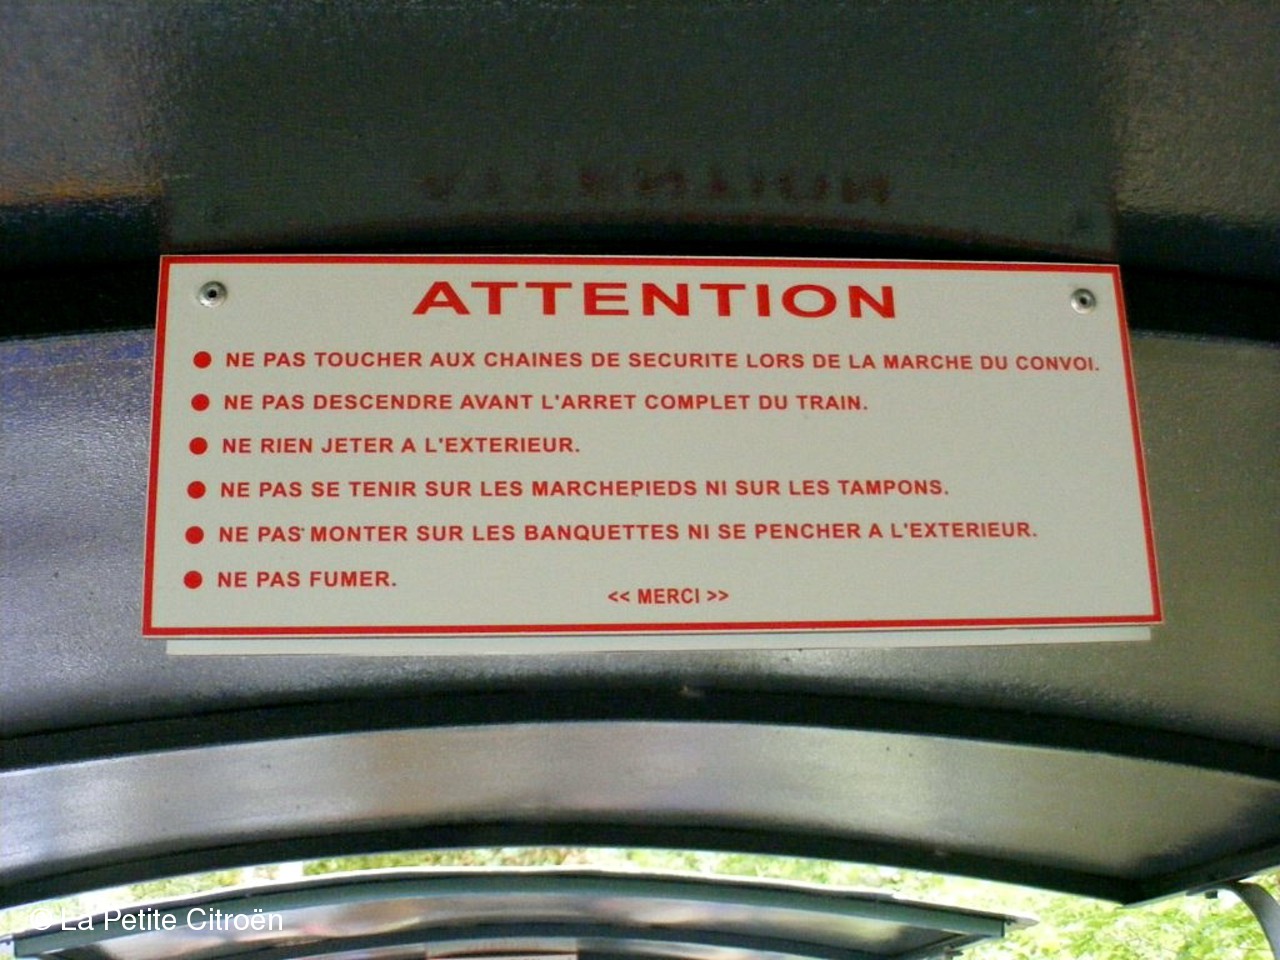 ATTENTION
NE PAS TOUCHER AUX CHAINES DE SECURITE LORS DE LA MARCHE DU CONVOI.
NE PAS DESCENDRE AVANT L'ARRET COMPLET DU TRAIN.
NE RIEN JETER A L'EXTERIEUR.
NE PAS SE TENIR SUR LES MARCHEPIEDS NI SUR LES TAMPONS.
NE PAS MONTER SUR LES BANQUETTES NI SE PENCHER A L'EXTERIEUR.
NE PAS FUMER.
<< MERCI >>
© La Petite Citroën